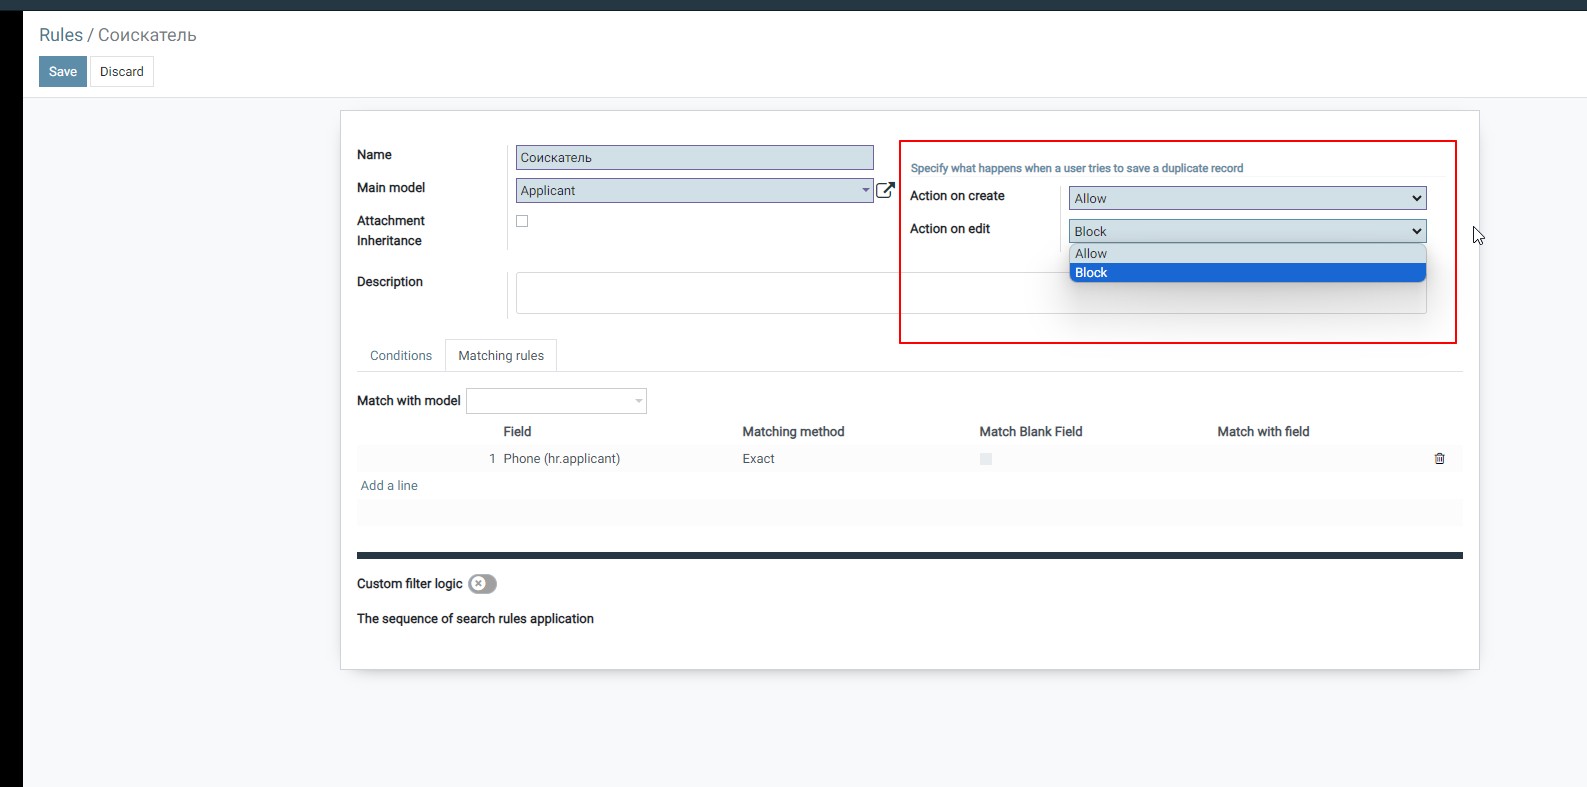 Rules / Соискатель
Save Discard
Name
Соискатель
Main model
Applicant
Attachment
Inheritance
Specify what happens when a user tries to save a duplicate record
Action on create
Allow
Action on edit
Block
Allow
Block
Description
Conditions Matching rules
Match with model
Field Matching method Match Blank Field Match with field
1 Phone (hr.applicant) Exact
Add a line
Custom filter logic
The sequence of search rules application